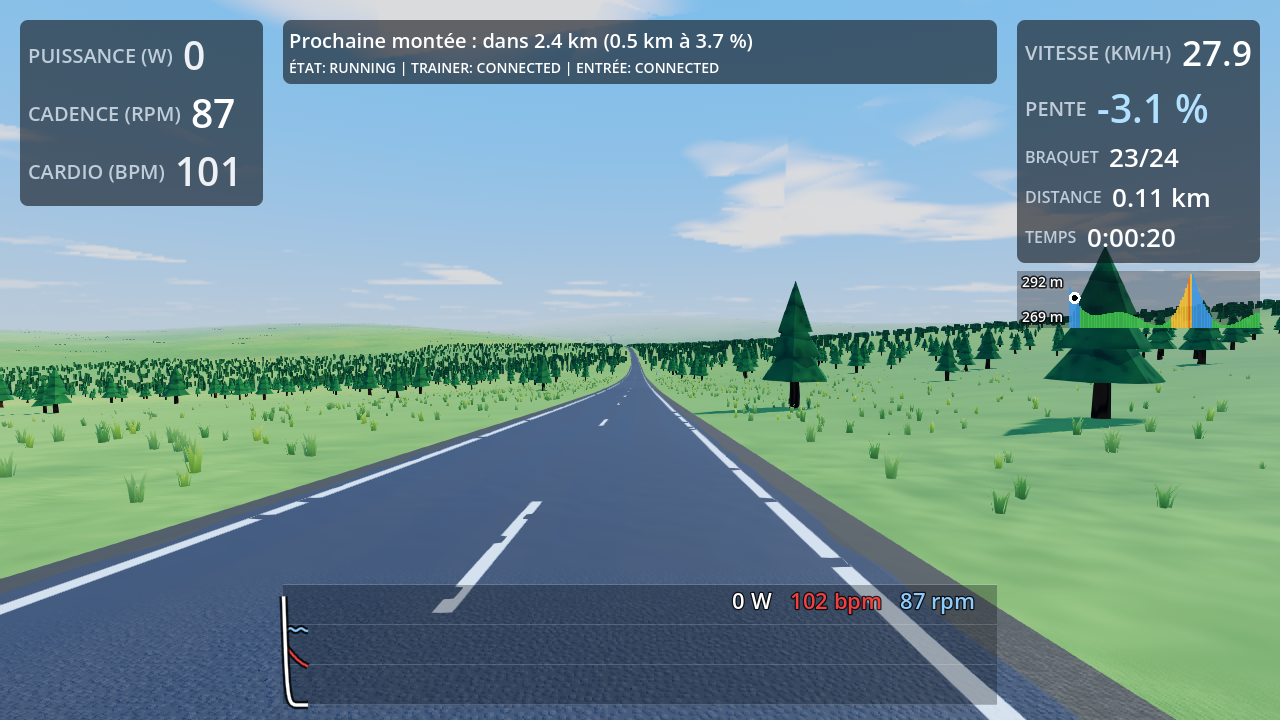 PUISSANCE (W) 0
CADENCE (RPM) 87
CARDIO (BPM) 101
Prochaine montée : dans 2.4 km (0.5 km à 3.7 %)
ÉTAT: RUNNING | TRAINER: CONNECTED | ENTRÉE: CONNECTED
VITESSE (KM/H) 27.9
PENTE -3.1 %
BRAQUET 23/24
DISTANCE 0.11 km
TEMPS 0:00:20
292 m
269 m
0 W 102 bpm 87 rpm